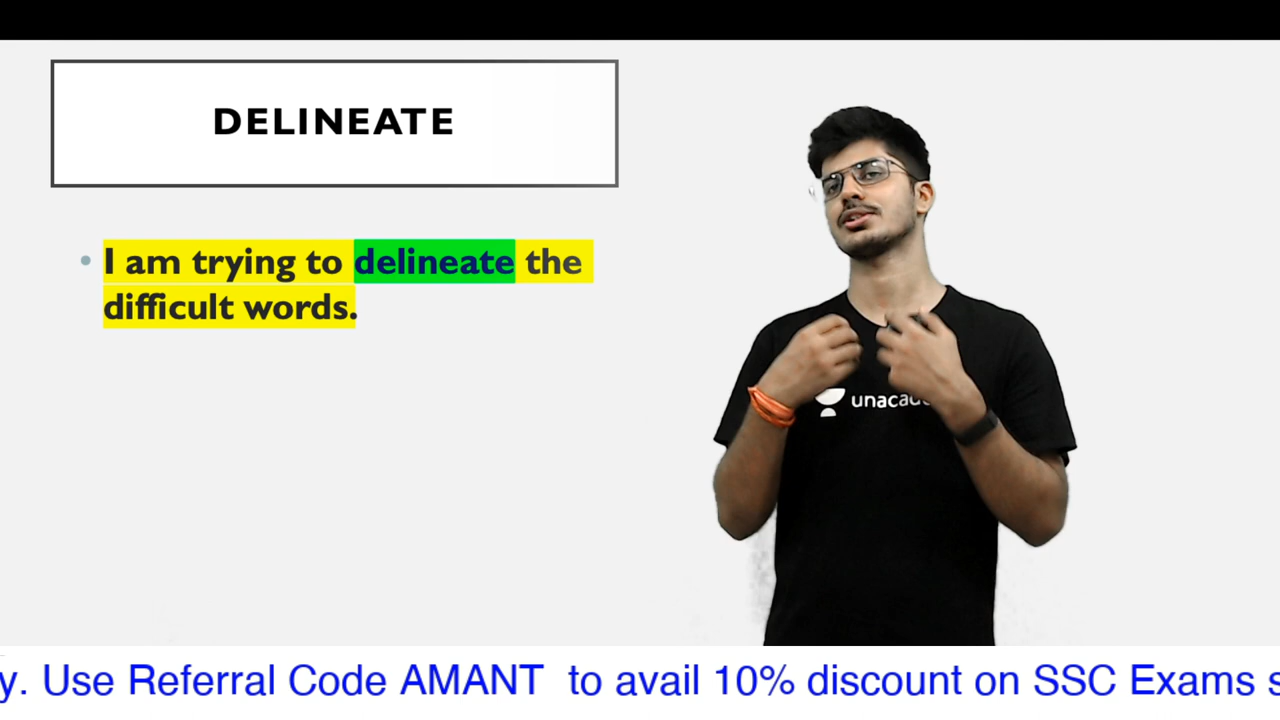 DELINEATE
I am trying to delineate the
difficult words.
y. Use Referral Code AMANT to avail 10% discount on SSC Exams s